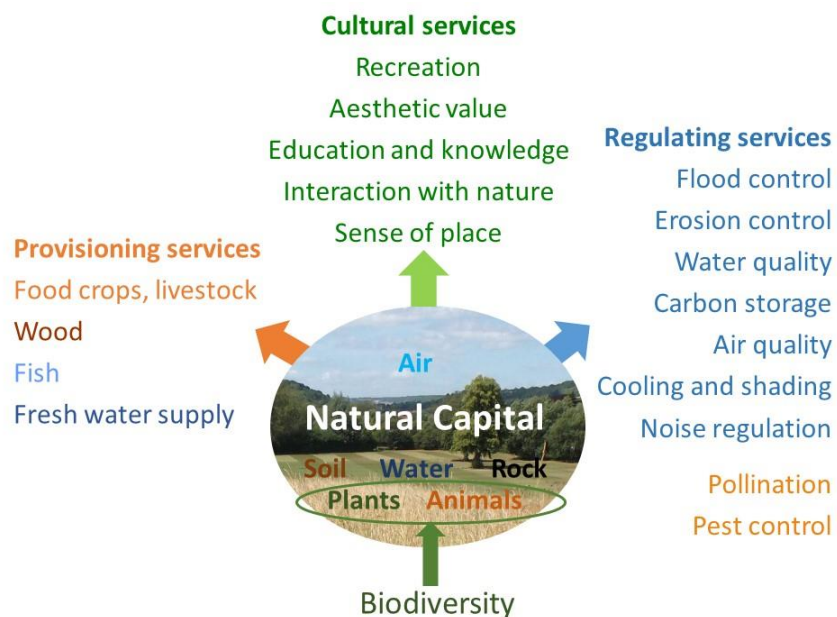 Cultural services
Recreation
Aesthetic value
Education and knowledge
Interaction with nature
Sense of place
Provisioning services
Food crops, livestock
Wood
Fish
Fresh water supply
Regulating services
Flood control
Erosion control
Water quality
Carbon storage
Air quality
Cooling and shading
Noise regulation
Pollination
Pest control
Air
Natural Capital
Soil Water Rock
Plants Animals
Biodiversity